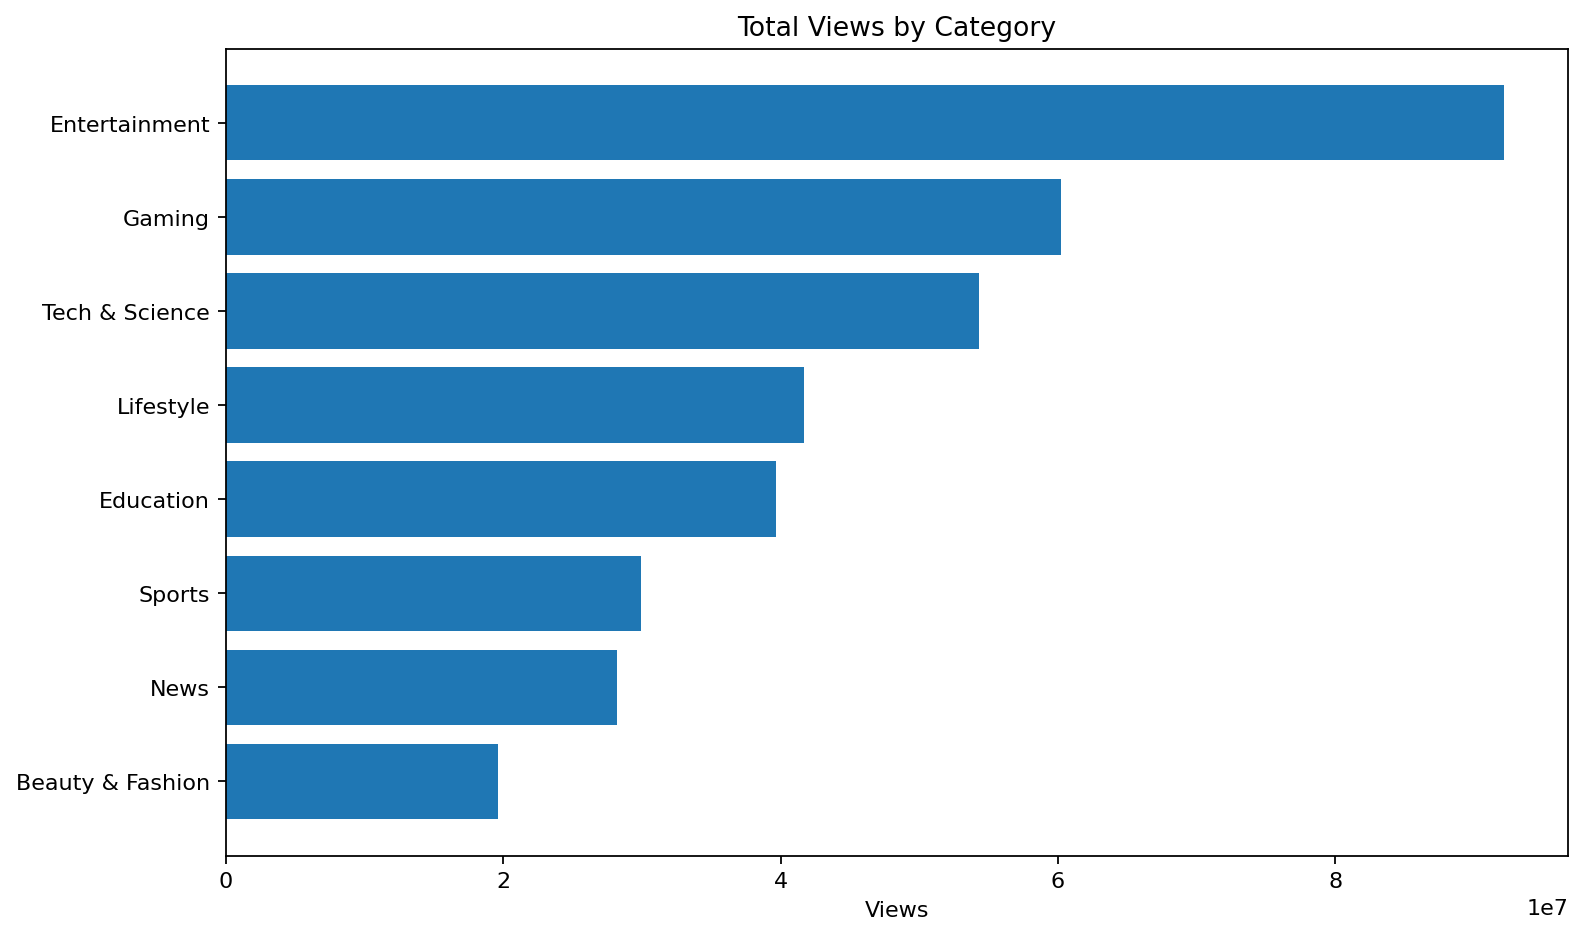 Total Views by Category
Entertainment
Gaming
Tech & Science
Lifestyle
Education
Sports
News
Beauty & Fashion
0 2 4 6 8
Views
1e7